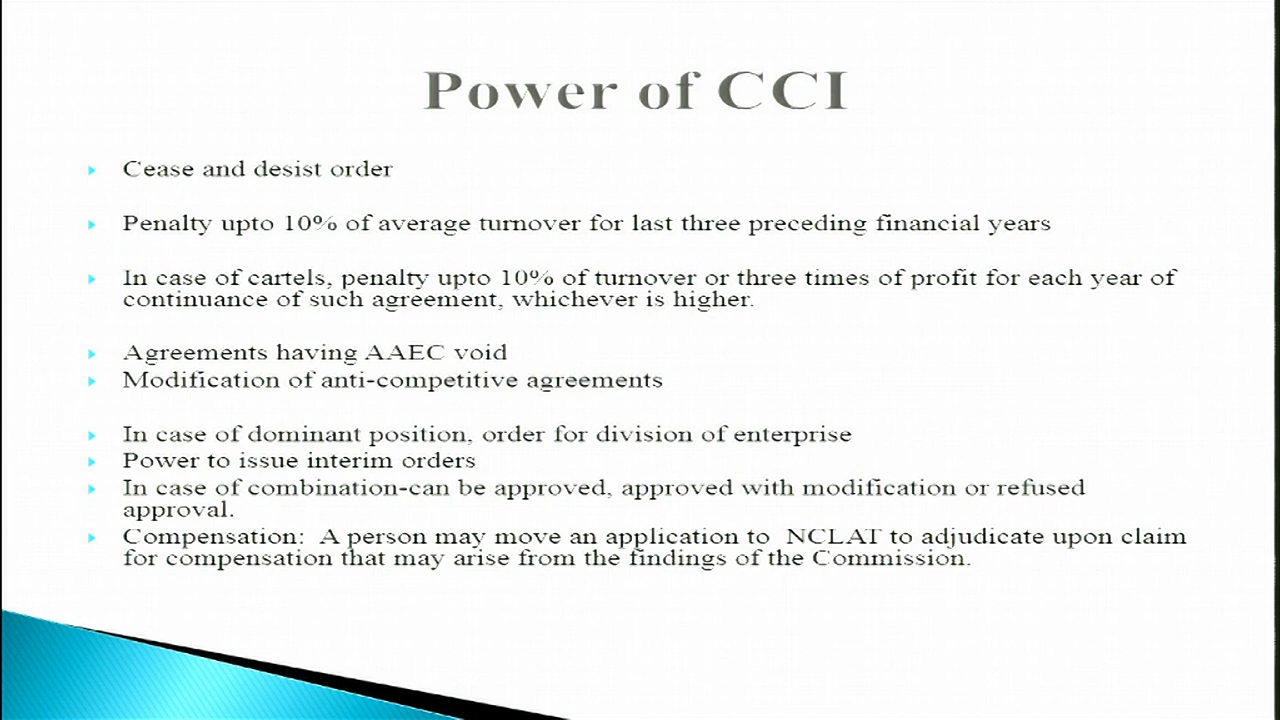 Power of CCI
Cease and desist order
Penalty upto 10% of average turnover for last three preceding financial years
In case of cartels, penalty upto 10% of turnover or three times of profit for each year of
continuance of such agreement, whichever is higher.
Agreements having AAEC void
Modification of anti-competitive agreements
In case of dominant position, order for division of enterprise
Power to issue interim orders
In case of combination-can be approved, approved with modification or refused
approval.
Compensation:  A person may move an application to  NCLAT to adjudicate upon claim
for compensation that may arise from the findings of the Commission.